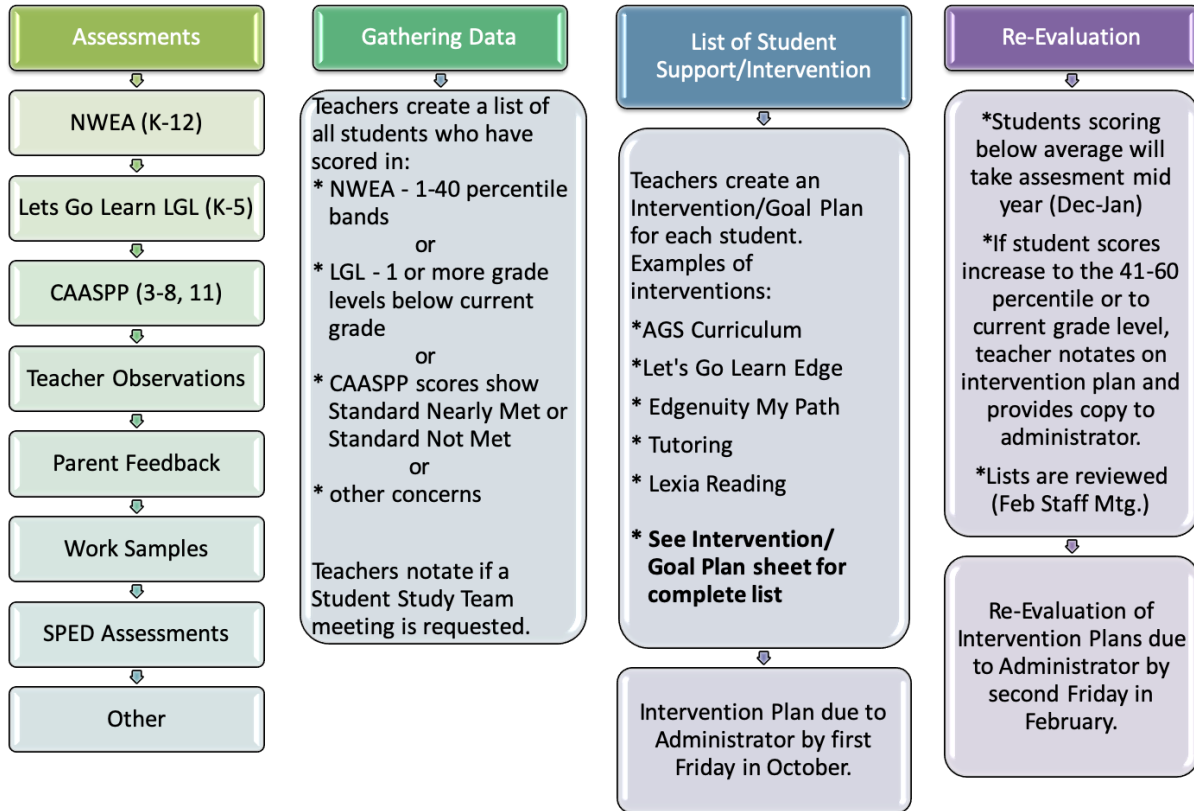 Assessments
NWEA (K-12)
Lets Go Learn LGL (K-5)
CAASPP (3-8, 11)
Teacher Observations
Parent Feedback
Work Samples
SPED Assessments
Other
Gathering Data
Teachers create a list of
all students who have
scored in:
* NWEA - 1-40 percentile
bands
or
* LGL - 1 or more grade
levels below current
grade
or
* CAASPP scores show
Standard Nearly Met or
Standard Not Met
or
* other concerns
Teachers notate if a
Student Study Team
meeting is requested.
List of Student
Support/Intervention
Teachers create an
Intervention/Goal Plan
for each student.
Examples of
interventions:
*AGS Curriculum
*Let's Go Learn Edge
* Edgenuity My Path
* Tutoring
* Lexia Reading
* See Intervention/
Goal Plan sheet for
complete list
Intervention Plan due to
Administrator by first
Friday in October.
Re-Evaluation
*Students scoring
below average will
take assesment mid
year (Dec-Jan)
*If student scores
increase to the 41-60
percentile or to
current grade level,
teacher notates on
intervention plan and
provides copy to
administrator.
*Lists are reviewed
(Feb Staff Mtg.)
Re-Evaluation of
Intervention Plans due
to Administrator by
second Friday in
February.